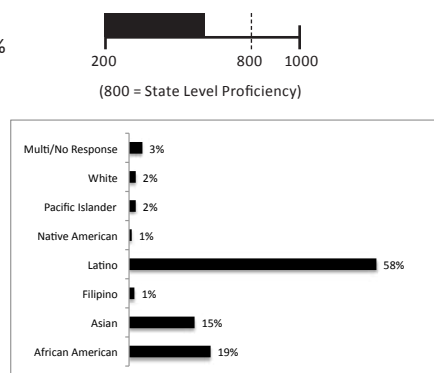 %
200 800 1000
(800 = State Level Proficiency)
Multi/No Response 3%
White 2%
Pacific Islander 2%
Native American 1%
Latino 58%
Filipino 1%
Asian 15%
African American 19%